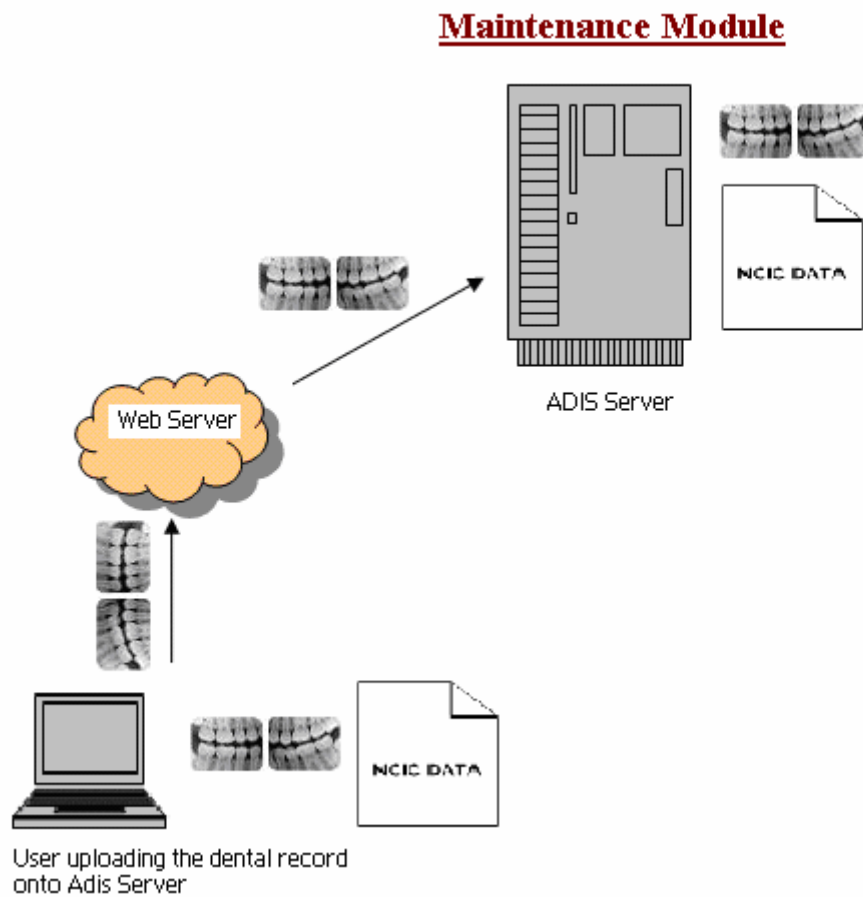 Maintenance Module
NCIC DATA
ADIS Server
Web Server
NCIC DATA
User uploading the dental record
onto Adis Server